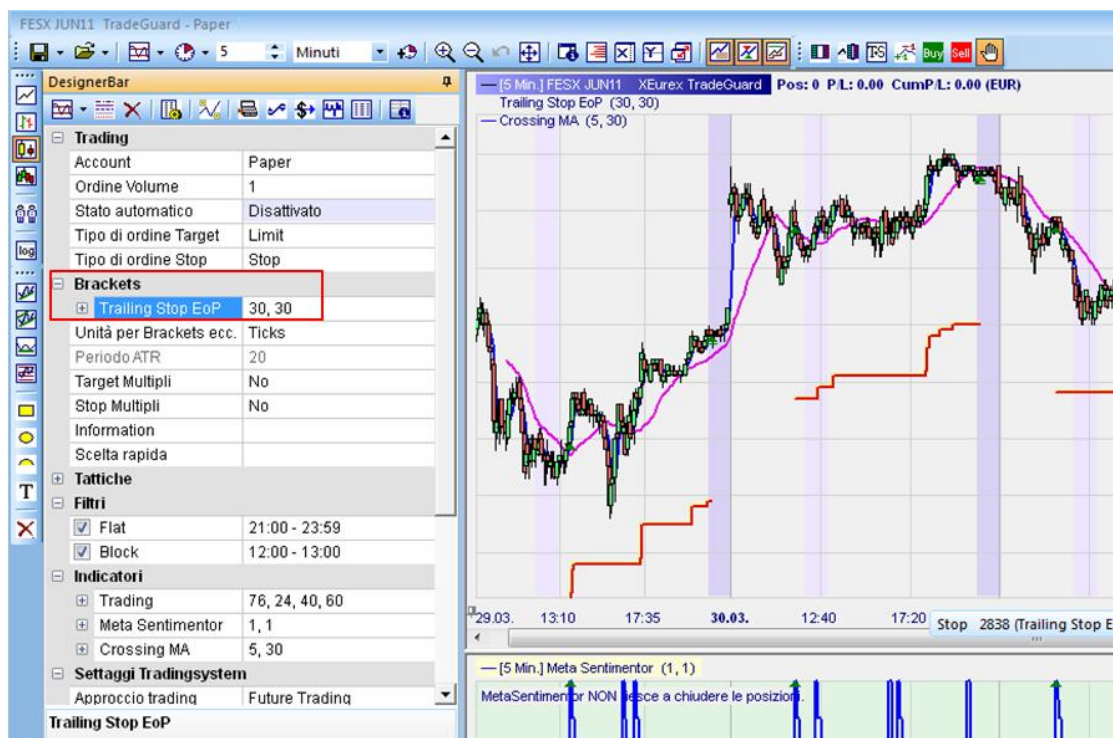 FESX JUN11 TradeGuard - Paper
5 Minuti
TPS Buy Sell
DesignerBar
Trading
Account Paper
Ordine Volume 1
Stato automatico Disattivato
Tipo di ordine Target Limit
Tipo di ordine Stop Stop
Brackets
Trailing Stop EoP 30, 30
Unità per Brackets ecc. Ticks
Periodo ATR 20
Target Multipli No
Stop Multipli No
Information
Scelta rapida
Tattiche
Filtri
Flat 21:00 - 23:59
Block 12:00 - 13:00
Indicatori
Trading 76, 24, 40, 60
Meta Sentimentor 1, 1
Crossing MA 5, 30
Settaggi Tradingsystem
Approccio trading Future Trading
Trailing Stop EoP
log
T
[5 Min.] FESX JUN11 XEurex TradeGuard Pos: 0 P/L: 0.00 CumP/L: 0.00 (EUR)
Trailing Stop EoP (30, 30)
Crossing MA (5, 30)
29.03. 13:10 17:35 30.03. 12:40 17:20
Stop 2838 (Trailing Stop E
[5 Min.] Meta Sentimentor (1, 1)
MetaSentimentor NON riesce a chiudere le posizioni.